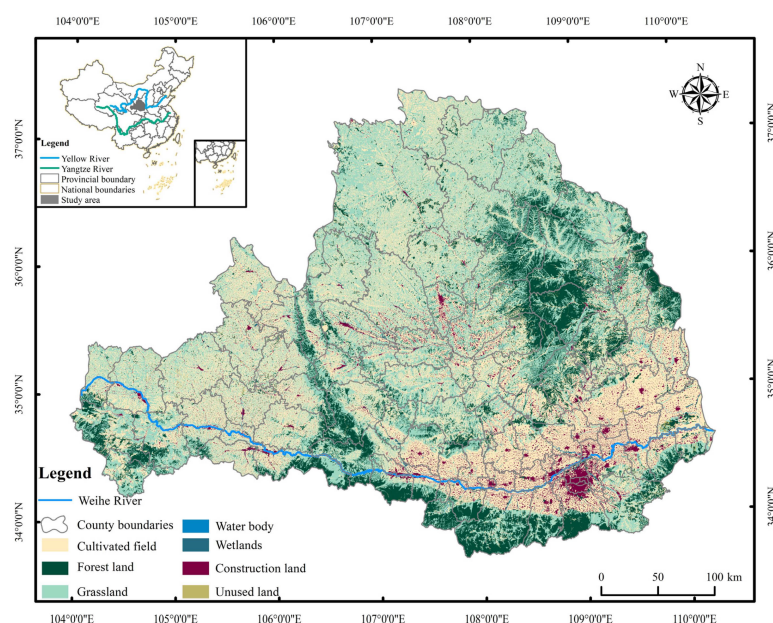 104°0'0"E 105°0'0"E 106°0'0"E 107°0'0"E 108°0'0"E 109°0'0"E 110°0'0"E
Legend
Yellow River
Yangtze River
Provincial boundary
National boundaries
Study area
N
W E
S
37°0'0"N
36°0'0"N
35°0'0"N
34°0'0"N
37°0'0"N
36°0'0"N
35°0'0"N
34°0'0"N
Legend
Weihe River
County boundaries
Cultivated field
Forest land
Grassland
Water body
Wetlands
Construction land
Unused land
0 50 100 km
104°0'0"E 105°0'0"E 106°0'0"E 107°0'0"E 108°0'0"E 109°0'0"E 110°0'0"E